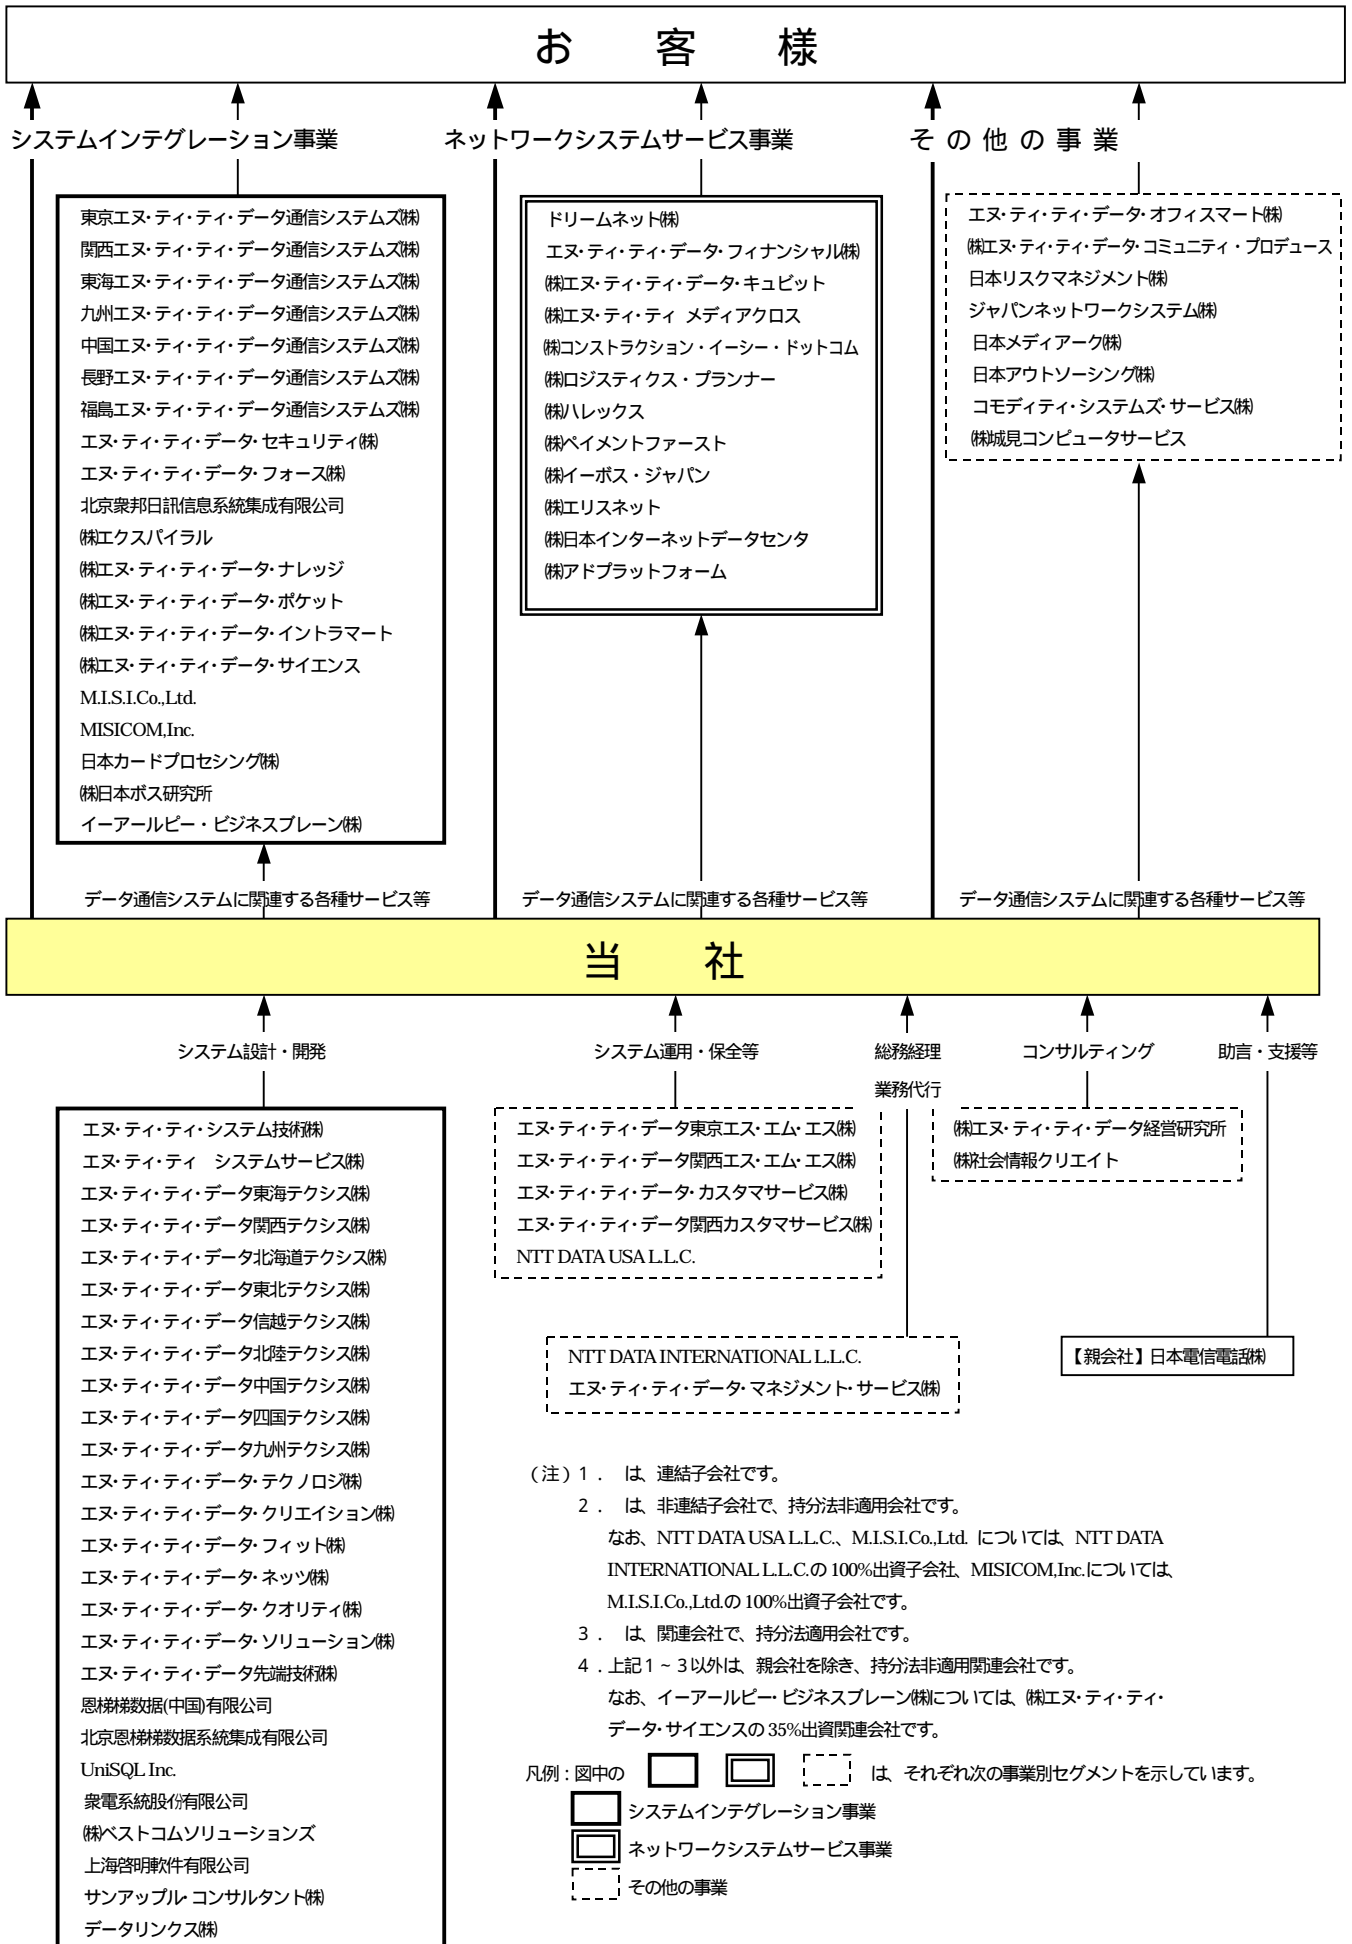 お客様
システムインテグレーション事業
ネットワークシステムサービス事業
その他の事業
東京エヌ・ティ・ティ・データ通信システムズ㈱
関西エヌ・ティ・ティ・データ通信システムズ㈱
東海エヌ・ティ・ティ・データ通信システムズ㈱
九州エヌ・ティ・ティ・データ通信システムズ㈱
中国エヌ・ティ・ティ・データ通信システムズ㈱
長野エヌ・ティ・ティ・データ通信システムズ㈱
福島エヌ・ティ・ティ・データ通信システムズ㈱
エヌ・ティ・ティ・データ・セキュリティ㈱
エヌ・ティ・ティ・データ・フォース㈱
北京衆邦日訊信息系統集成有限公司
㈱エクスパイラル
㈱エヌ・ティ・ティ・データ・ナレッジ
㈱エヌ・ティ・ティ・データ・ポケット
㈱エヌ・ティ・ティ・データ・イントラマート
㈱エヌ・ティ・ティ・データ・サイエンス
M.I.S.I.Co.,Ltd.
MISICOM,Inc.
日本カードプロセシング㈱
㈱日本ボス研究所
イーアールピー・ビジネスブレーン㈱
ドリームネット㈱
エヌ・ティ・ティ・データ・フィナンシャル㈱
㈱エヌ・ティ・ティ・データ・キュビット
㈱エヌ・ティ・ティ メディアクロス
㈱コンストラクション・イーシー・ドットコム
㈱ロジスティクス・プランナー
㈱ハレックス
㈱ペイメントファースト
㈱イーボス・ジャパン
㈱エリスネット
㈱日本インターネットデータセンタ
㈱アドプラットフォーム
エヌ・ティ・ティ・データ・オフィスマート㈱
㈱エヌ・ティ・ティ・データ・コミュニティ・プロデュース
日本リスクマネジメント㈱
ジャパンネットワークシステム㈱
日本メディアーク㈱
日本アウトソーシング㈱
コモディティ・システムズ・サービス㈱
㈱城見コンピュータサービス
データ通信システムに関連する各種サービス等
データ通信システムに関連する各種サービス等
データ通信システムに関連する各種サービス等
当社
システム設計・開発
システム運用・保全等
総務経理
業務代行
コンサルティング
助言・支援等
エヌ・ティ・ティ・システム技術㈱
エヌ・ティ・ティ　システムサービス㈱
エヌ・ティ・ティ・データ東海テクシス㈱
エヌ・ティ・ティ・データ関西テクシス㈱
エヌ・ティ・ティ・データ北海道テクシス㈱
エヌ・ティ・ティ・データ東北テクシス㈱
エヌ・ティ・ティ・データ信越テクシス㈱
エヌ・ティ・ティ・データ北陸テクシス㈱
エヌ・ティ・ティ・データ中国テクシス㈱
エヌ・ティ・ティ・データ四国テクシス㈱
エヌ・ティ・ティ・データ九州テクシス㈱
エヌ・ティ・ティ・データ・テクノロジ㈱
エヌ・ティ・ティ・データ・クリエイション㈱
エヌ・ティ・ティ・データ・フィット㈱
エヌ・ティ・ティ・データ・ネッツ㈱
エヌ・ティ・ティ・データ・クオリティ㈱
エヌ・ティ・ティ・データ・ソリューション㈱
エヌ・ティ・ティ・データ先端技術㈱
恩梯梯数据(中国)有限公司
北京恩梯梯数据系統集成有限公司
UniSQL Inc.
衆電系統股份有限公司
㈱ベストコムソリューションズ
上海啓明軟件有限公司
サンアップル・コンサルタント㈱
データリンクス㈱
エヌ・ティ・ティ・データ東京エス・エム・エス㈱
エヌ・ティ・ティ・データ関西エス・エム・エス㈱
エヌ・ティ・ティ・データ・カスタマサービス㈱
エヌ・ティ・ティ・データ関西カスタマサービス㈱
NTT DATA USA L.L.C.
㈱エヌ・ティ・ティ・データ経営研究所
㈱社会情報クリエイト
NTT DATA INTERNATIONAL L.L.C.
エヌ・ティ・ティ・データ・マネジメント・サービス㈱
【親会社】日本電信電話㈱
（注）１．　は、連結子会社です。
２．　は、非連結子会社で、持分法非適用会社です。
なお、NTT DATA USA L.L.C.、M.I.S.I.Co.,Ltd. については、NTT DATA
INTERNATIONAL L.L.C.の 100%出資子会社、MISICOM,Inc.については、
M.I.S.I.Co.,Ltd.の 100%出資子会社です。
３．　は、関連会社で、持分法適用会社です。
４．上記１～３以外は、親会社を除き、持分法非適用関連会社です。
なお、イーアールピー・ビジネスブレーン㈱については、㈱エヌ・ティ・ティ・
データ・サイエンスの 35%出資関連会社です。
凡例：図中の　は、それぞれ次の事業別セグメントを示しています。
システムインテグレーション事業
ネットワークシステムサービス事業
その他の事業